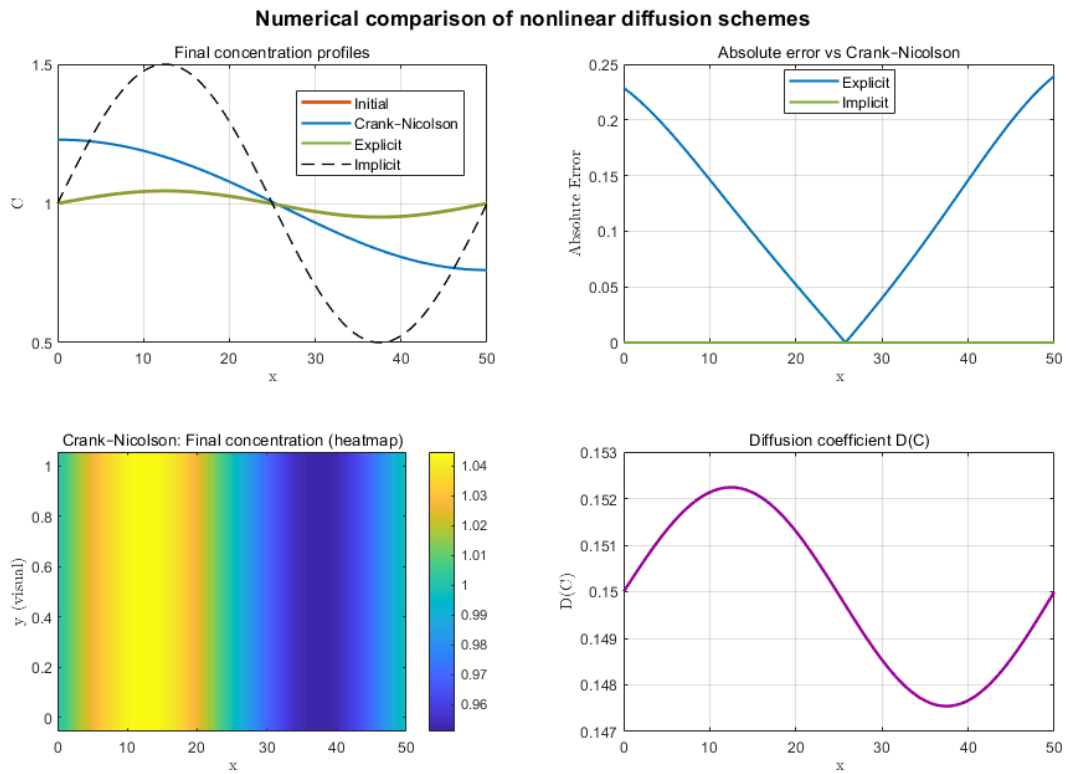 Numerical comparison of nonlinear diffusion schemes
Final concentration profiles
1.5
1
0.5
C
0
10
20
30
40
50
x
Initial
Crank-Nicolson
Explicit
Implicit
Absolute error vs Crank-Nicolson
0.25
0.2
0.15
0.1
0.05
0
Absolute Error
0
10
20
30
40
50
x
Explicit
Implicit
Crank-Nicolson: Final concentration (heatmap)
1
0.8
0.6
0.4
0.2
0
y (visual)
0
10
20
30
40
50
x
1.04
1.03
1.02
1.01
1
0.99
0.98
0.97
0.96
Diffusion coefficient D(C)
0.153
0.152
0.151
0.15
0.149
0.148
0.147
D(C)
0
10
20
30
40
50
x